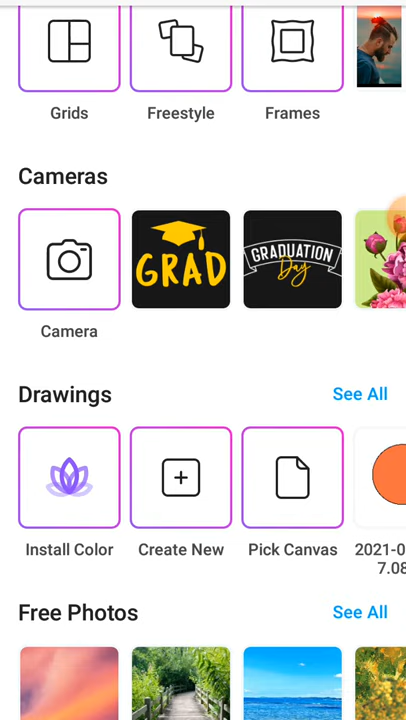 Grids
Freestyle
Frames
Cameras
GRAD
GRADUATION
Day
Camera
Drawings
See All
Install Color
Create New
Pick Canvas
2021-0
7.08
Free Photos
See All